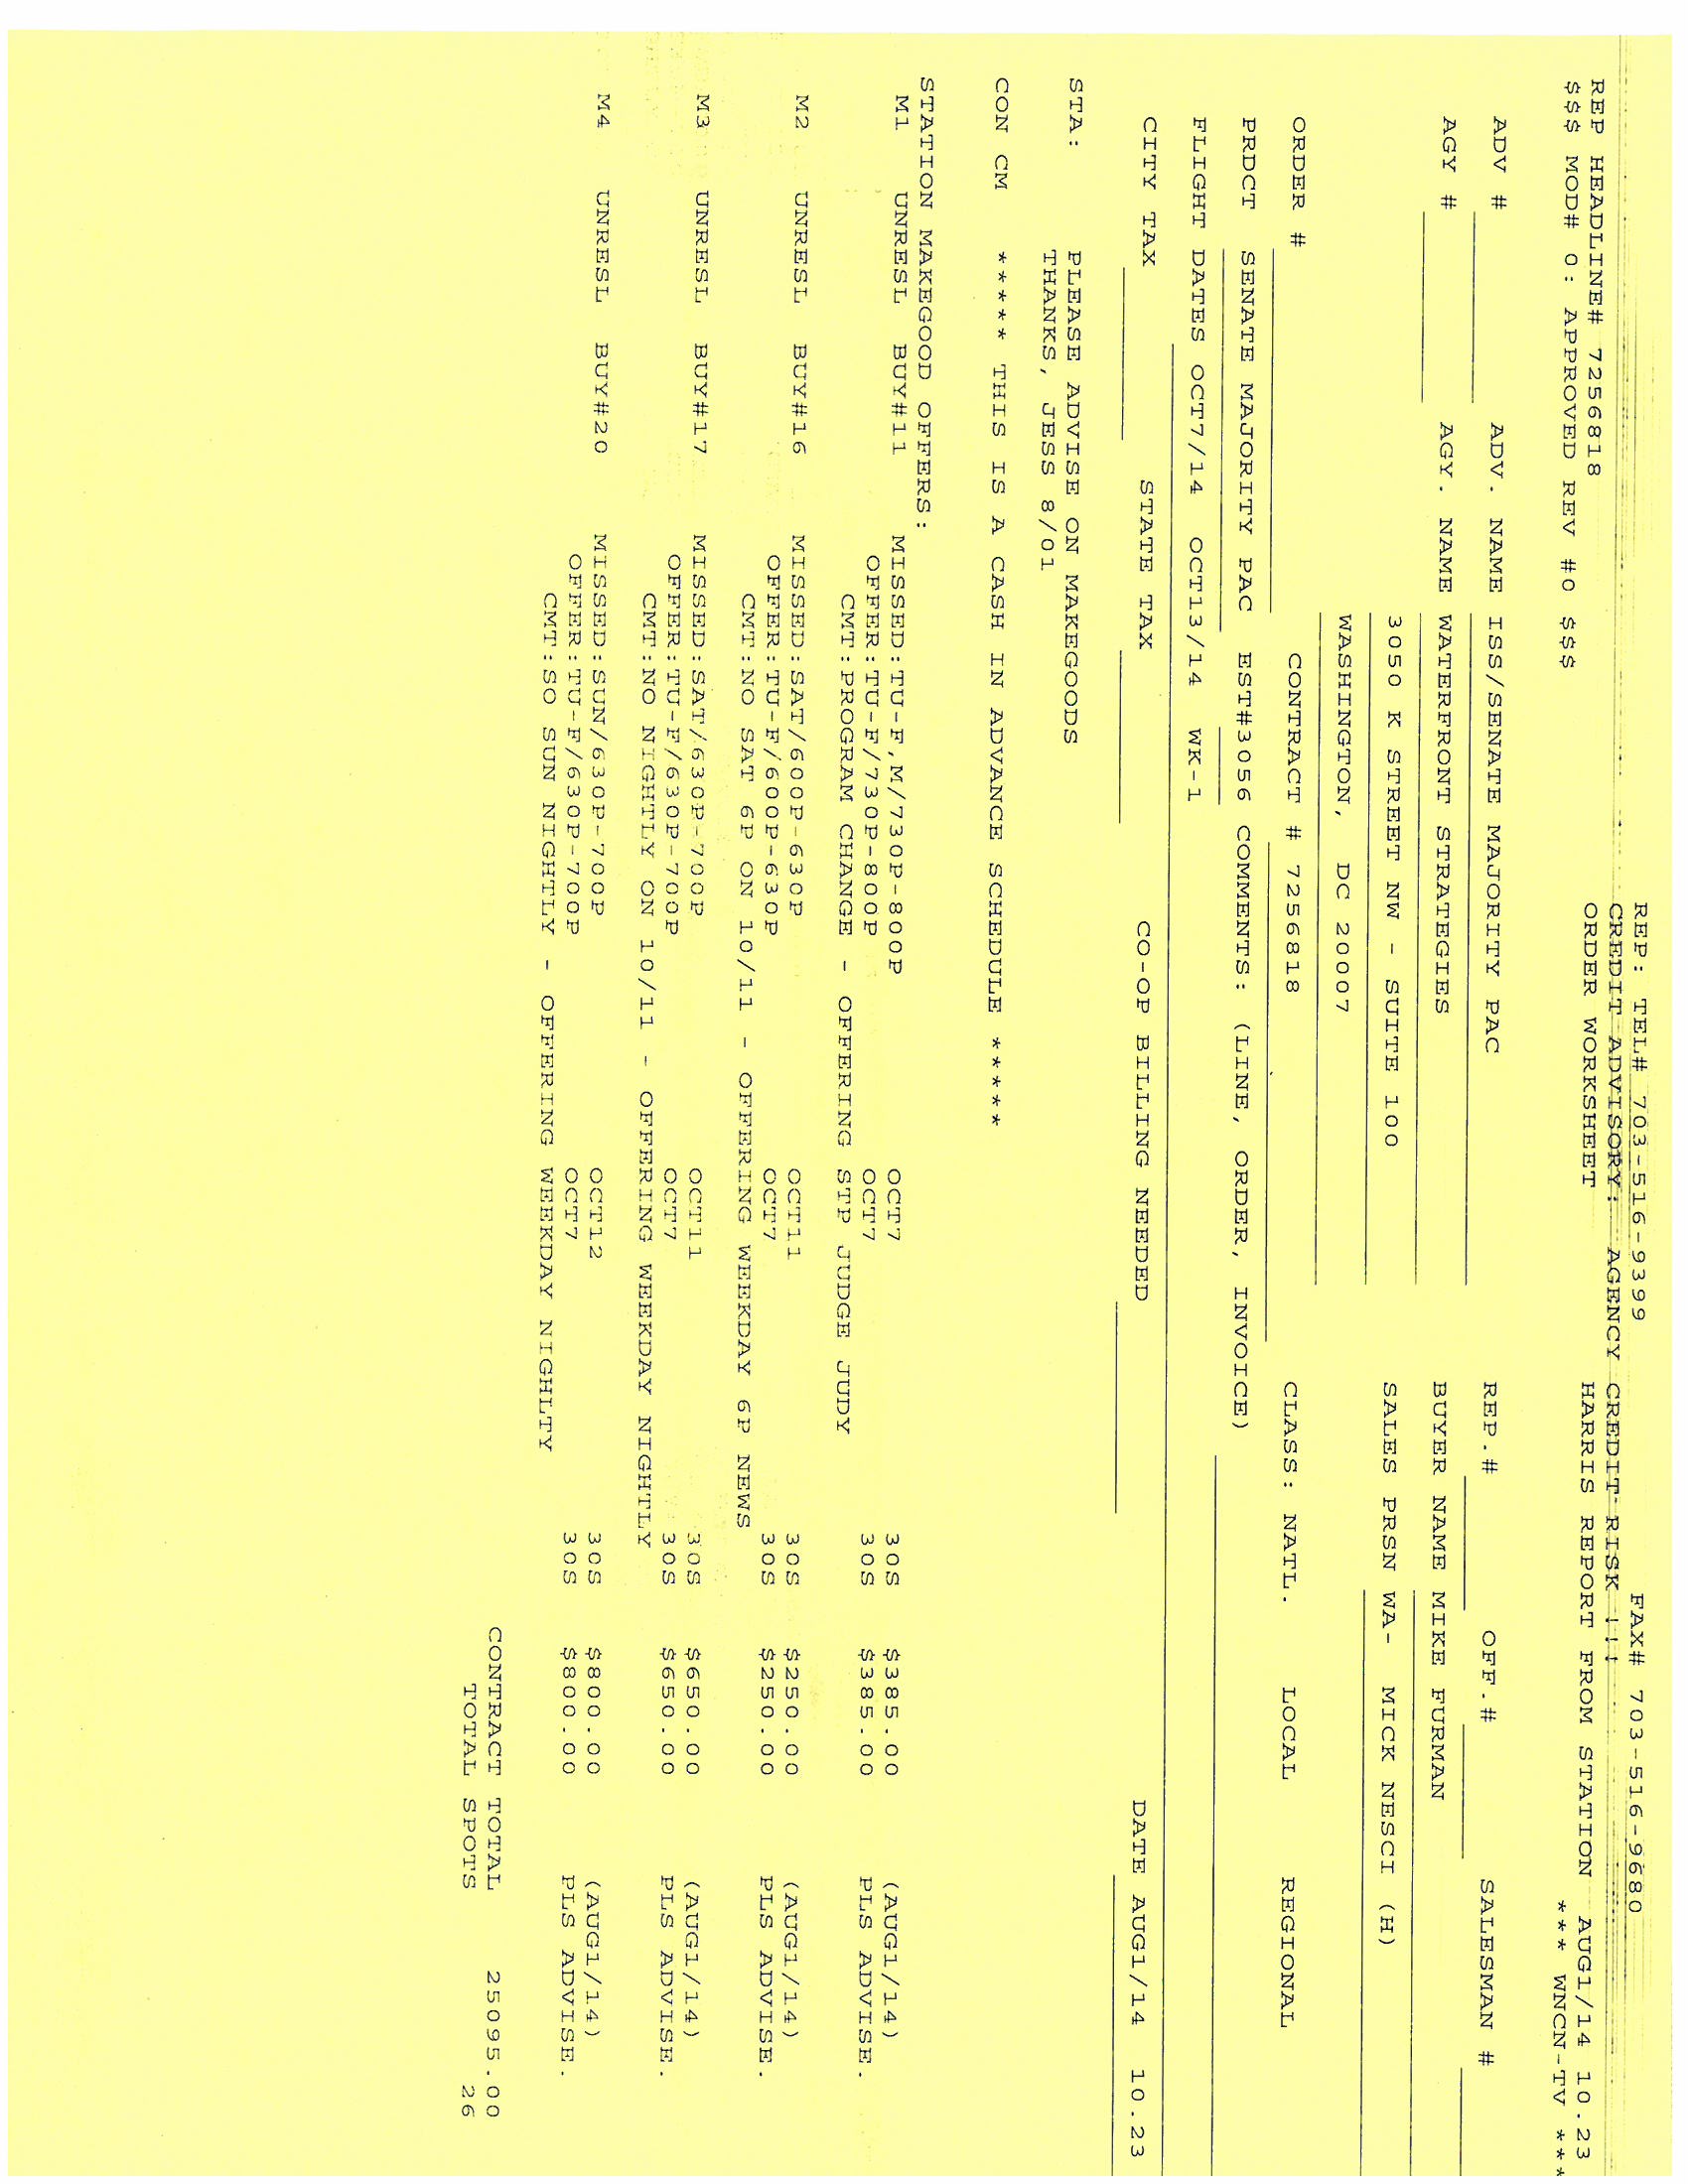 REP: TEL# 703-516-9399 FAX# 703-516-9680
CREDIT ADVISORY: AGENCY CREDIT RISK !!!
REP HEADLINE# 7256818 ORDER WORKSHEET HARRIS REPORT FROM STATION AUG1/14 10.23
$$$ MOD# 0: APPROVED REV #0 $$$ *** WNCN-TV ***
ADV # ADV. NAME ISS/SENATE MAJORITY PAC REP.# OFF.# SALESMAN #
AGY # AGY. NAME WATERFRONT STRATEGIES BUYER NAME MIKE FURMAN
3050 K STREET NW - SUITE 100 SALES PRSN WA- MICK NESCI (H)
WASHINGTON, DC 20007
ORDER # CONTRACT # 7256818 CLASS: NATL. LOCAL REGIONAL
PRDCT SENATE MAJORITY PAC EST#3056 COMMENTS: (LINE, ORDER, INVOICE)
FLIGHT DATES OCT7/14 OCT13/14 WK-1
CITY TAX STATE TAX CO-OP BILLING NEEDED DATE AUG1/14 10.23
STA: PLEASE ADVISE ON MAKEGOODS
THANKS, JESS 8/01
CON CM ***** THIS IS A CASH IN ADVANCE SCHEDULE *****
STATION MAKEGOOD OFFERS:
M1 UNRESL BUY#11 MISSED:TU-F,M/730P-800P OCT7 30S $385.00 (AUG1/14)
OFFER:TU-F/730P-800P OCT7 30S $385.00 PLS ADVISE.
CMT:PROGRAM CHANGE - OFFERING STP JUDGE JUDY
M2 UNRESL BUY#16 MISSED:SAT/600P-630P OCT11 30S $250.00 (AUG1/14)
OFFER:TU-F/600P-630P OCT7 30S $250.00 PLS ADVISE.
CMT:NO SAT 6P ON 10/11 - OFFERING WEEKDAY 6P NEWS
M3 UNRESL BUY#17 MISSED:SAT/630P-700P OCT11 30S $650.00 (AUG1/14)
OFFER:TU-F/630P-700P OCT7 30S $650.00 PLS ADVISE.
CMT:NO NIGHTLY ON 10/11 - OFFERING WEEKDAY NIGHTLY
M4 UNRESL BUY#20 MISSED:SUN/630P-700P OCT12 30S $800.00 (AUG1/14)
OFFER:TU-F/630P-700P OCT7 30S $800.00 PLS ADVISE.
CMT:SO SUN NIGHTLY - OFFERING WEEKDAY NIGHLTY
CONTRACT TOTAL 25095.00
TOTAL SPOTS 26